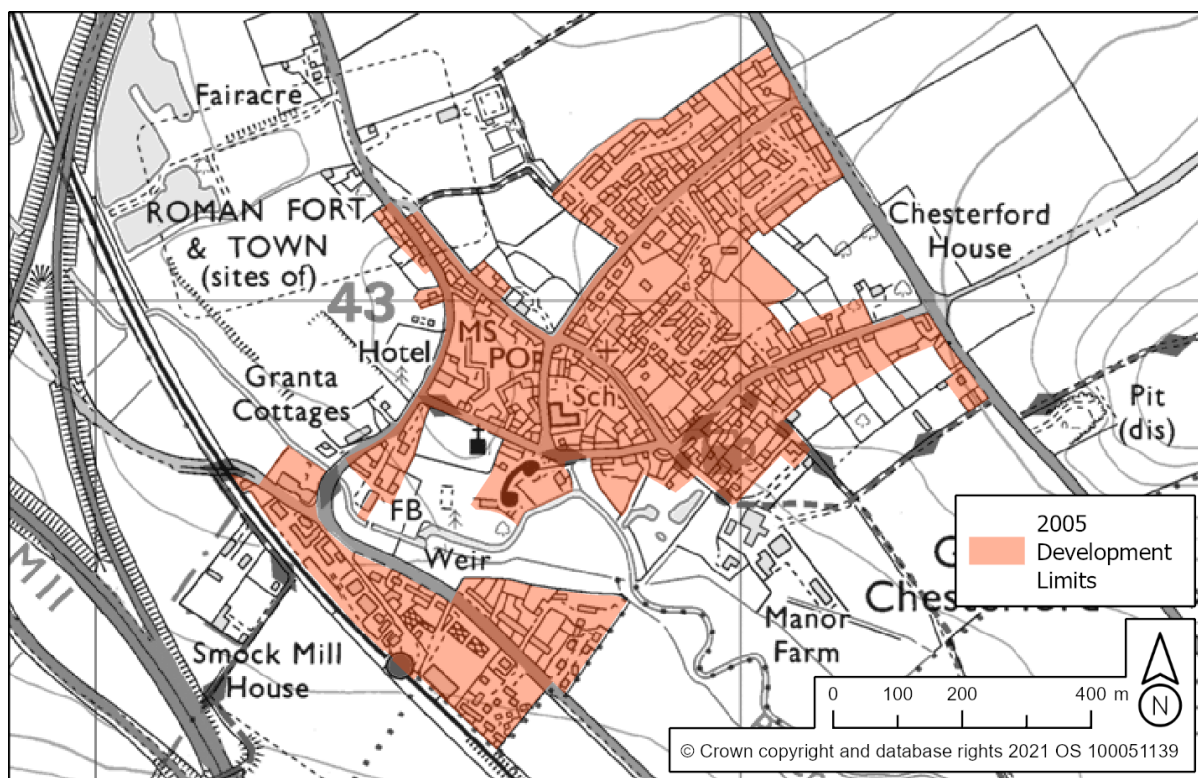 Fairacre
ROMAN FORT
& TOWN
(sites of)
Chesterford
House
43
MS
PO
Hotel
Sch
Granta
Cottages
Pit
(dis)
FB
Weir
Mill
Smock Mill
House
Manor
Farm
Chesterford
2005
Development
Limits
0 100 200 400 m
N
© Crown copyright and database rights 2021 OS 100051139